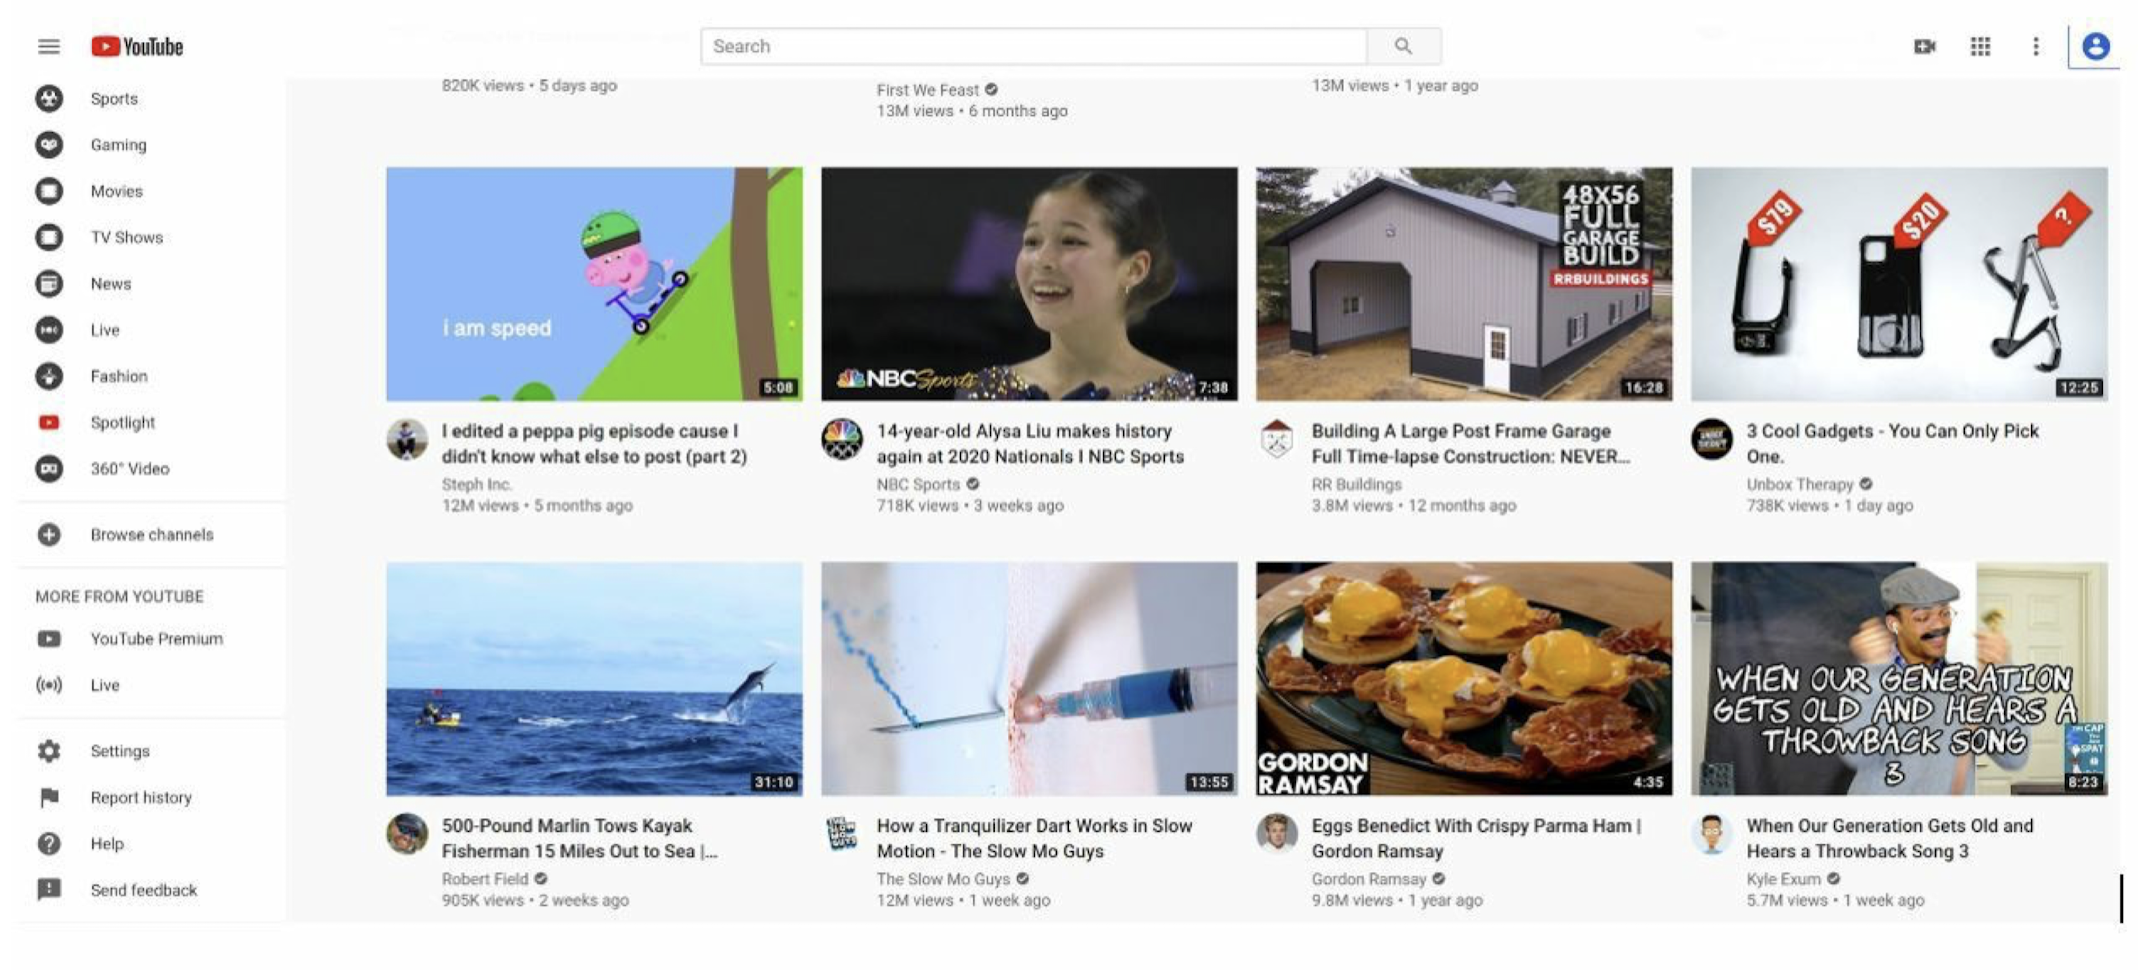 YouTube
Search
Sports
Gaming
Movies
TV Shows
News
Live
Fashion
Spotlight
360° Video
Browse channels
MORE FROM YOUTUBE
YouTube Premium
Live
Settings
Report history
Help
Send feedback
820K views • 5 days ago
First We Feast
13M views • 6 months ago
13M views • 1 year ago
i am speed
5:08
I edited a peppa pig episode cause I
didn't know what else to post (part 2)
Steph Inc.
12M views • 5 months ago
NBC Sports
7:38
14-year-old Alysa Liu makes history
again at 2020 Nationals I NBC Sports
NBC Sports
718K views • 3 weeks ago
48X56
FULL
GARAGE
BUILD
RRBUILDINGS
16:28
Building A Large Post Frame Garage
Full Time-lapse Construction: NEVER...
RR Buildings
3.8M views • 12 months ago
$79
$20
?
12:25
UNBOX
THERAPY
3 Cool Gadgets - You Can Only Pick
One.
Unbox Therapy
738K views • 1 day ago
31:10
500-Pound Marlin Tows Kayak
Fisherman 15 Miles Out to Sea |...
Robert Field
905K views • 2 weeks ago
13:55
THE
SLOW
MO
GUYS
How a Tranquilizer Dart Works in Slow
Motion - The Slow Mo Guys
The Slow Mo Guys
12M views • 1 week ago
GORDON
RAMSAY
4:35
Eggs Benedict With Crispy Parma Ham |
Gordon Ramsay
Gordon Ramsay
9.8M views • 1 year ago
WHEN OUR GENERATION
GETS OLD AND HEARS A
THROWBACK SONG
3
8:23
When Our Generation Gets Old and
Hears a Throwback Song 3
Kyle Exum
5.7M views • 1 week ago